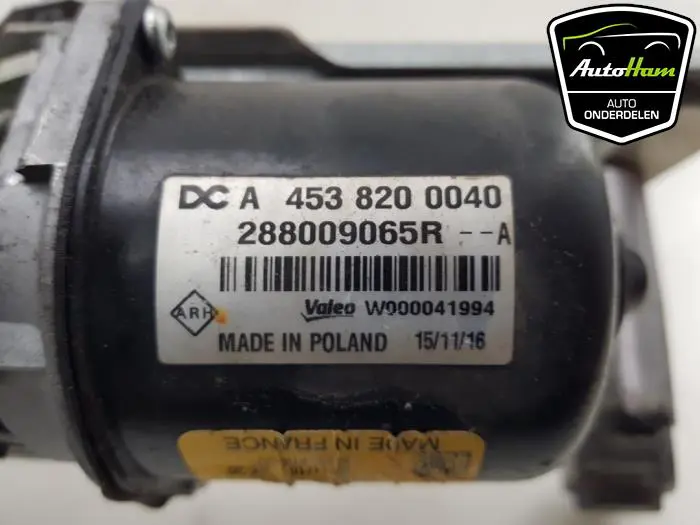 AutoHam
AUTO
ONDERDELEN
DC A 453 820 0040
288009065R --A
ARH
Valeo W000041994
MADE IN POLAND 15/11/16
MADE IN FRANCE